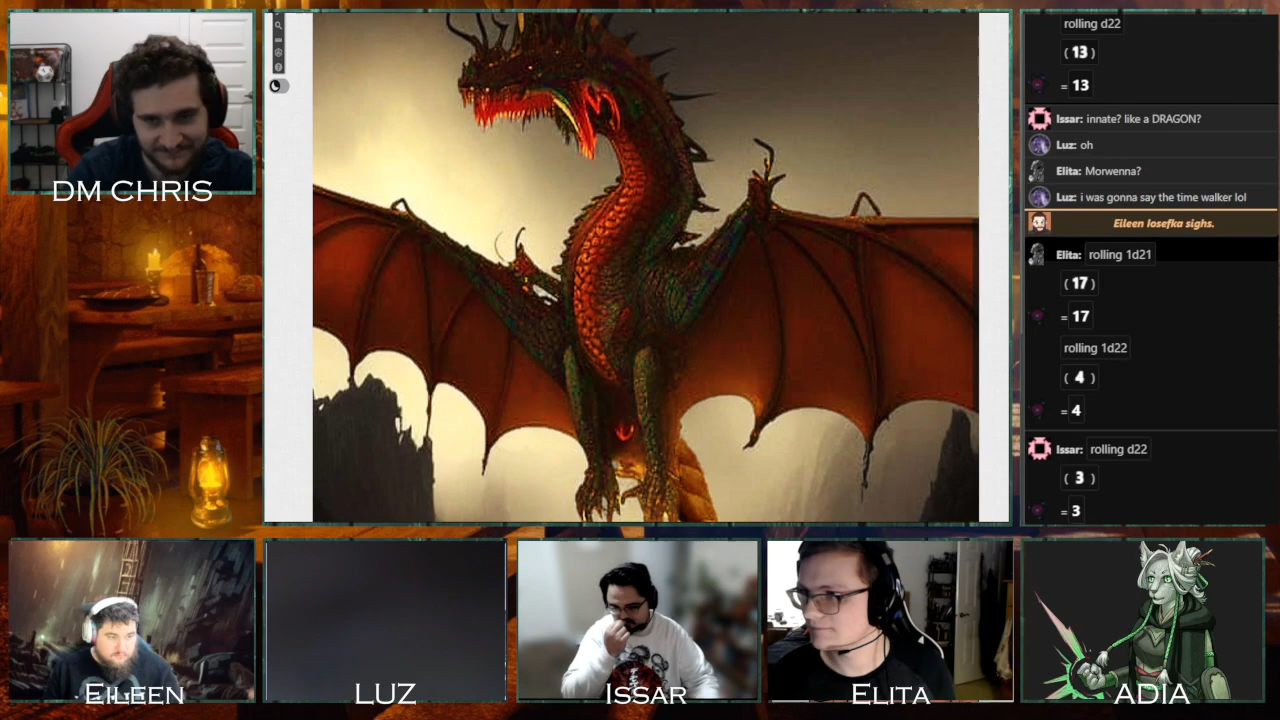 DM CHRIS
rolling d22
( 13 )
= 13
Issar: innate? like a DRAGON?
Luz: oh
Elita: Morwenna?
Luz: i was gonna say the time walker lol
Eileen Iosefka sighs.
Elita: rolling 1d21
( 17 )
= 17
rolling 1d22
( 4 )
= 4
Issar: rolling d22
( 3 )
= 3
EILEEN
LUZ
ISSAR
ELITA
ADIA